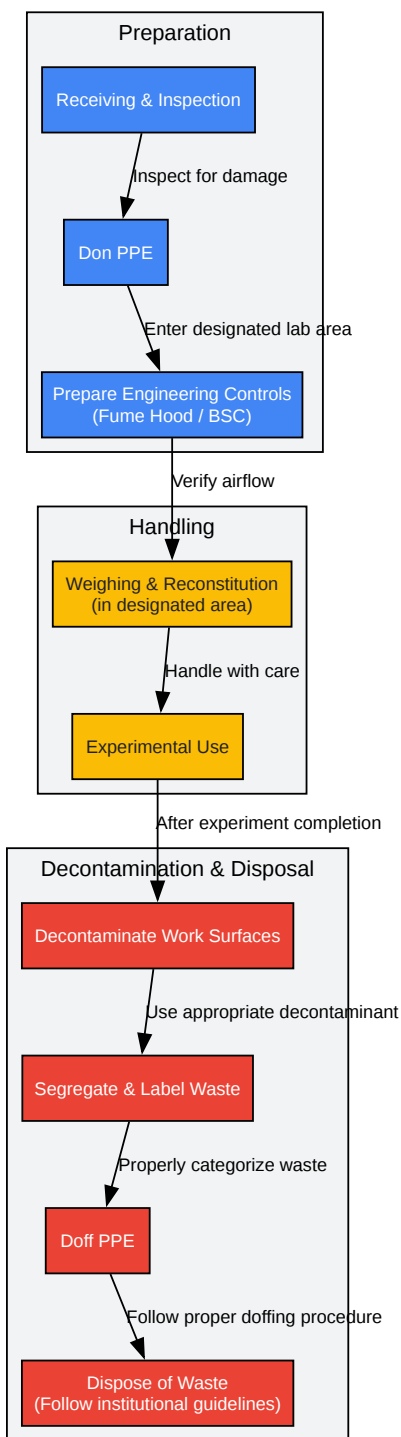 Preparation
Receiving & Inspection
Inspect for damage
Don PPE
Enter designated lab area
Prepare Engineering Controls
(Fume Hood / BSC)
Verify airflow
Handling
Weighing & Reconstitution
(in designated area)
Handle with care
Experimental Use
After experiment completion
Decontamination & Disposal
Decontaminate Work Surfaces
Use appropriate decontaminant
Segregate & Label Waste
Properly categorize waste
Doff PPE
Follow proper doffing procedure
Dispose of Waste
(Follow institutional guidelines)